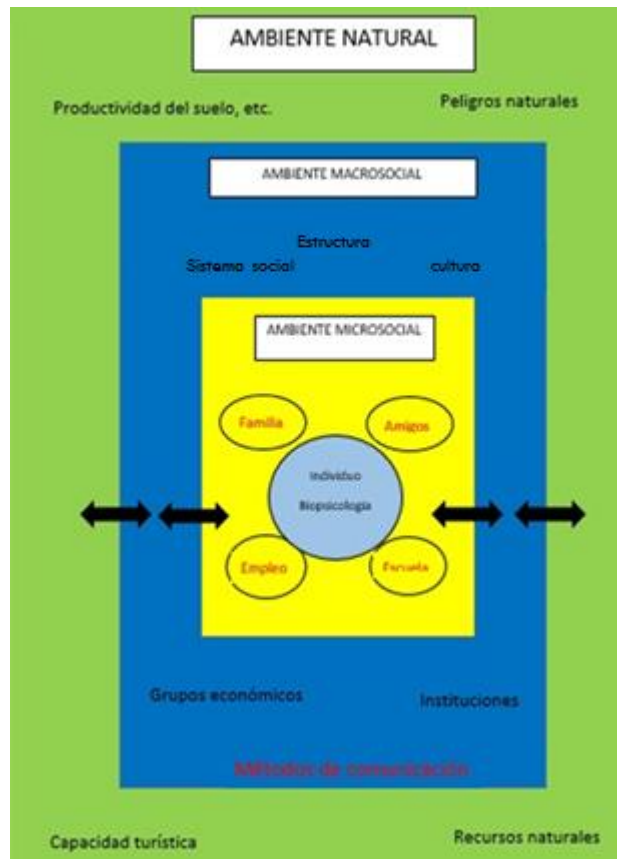 AMBIENTE NATURAL
Productividad del suelo, etc.
Peligros naturales
AMBIENTE MACROSOCIAL
Estructura
Sistema social
cultura
AMBIENTE MICROSOCIAL
Familia
Amigos
Individuo
Biopsicología
Empleo
Escuela
Grupos económicos
Instituciones
Métodos de comunicación
Capacidad turística
Recursos naturales